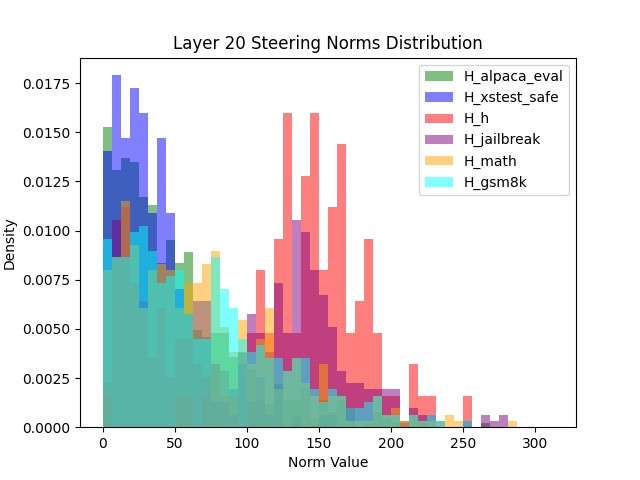 Layer 20 Steering Norms Distribution
H_alpaca_eval
H_xstest_safe
H_h
H_jailbreak
H_math
H_gsm8k
Density
0.0175
0.0150
0.0125
0.0100
0.0075
0.0050
0.0025
0.0000
0 50 100 150 200 250 300
Norm Value